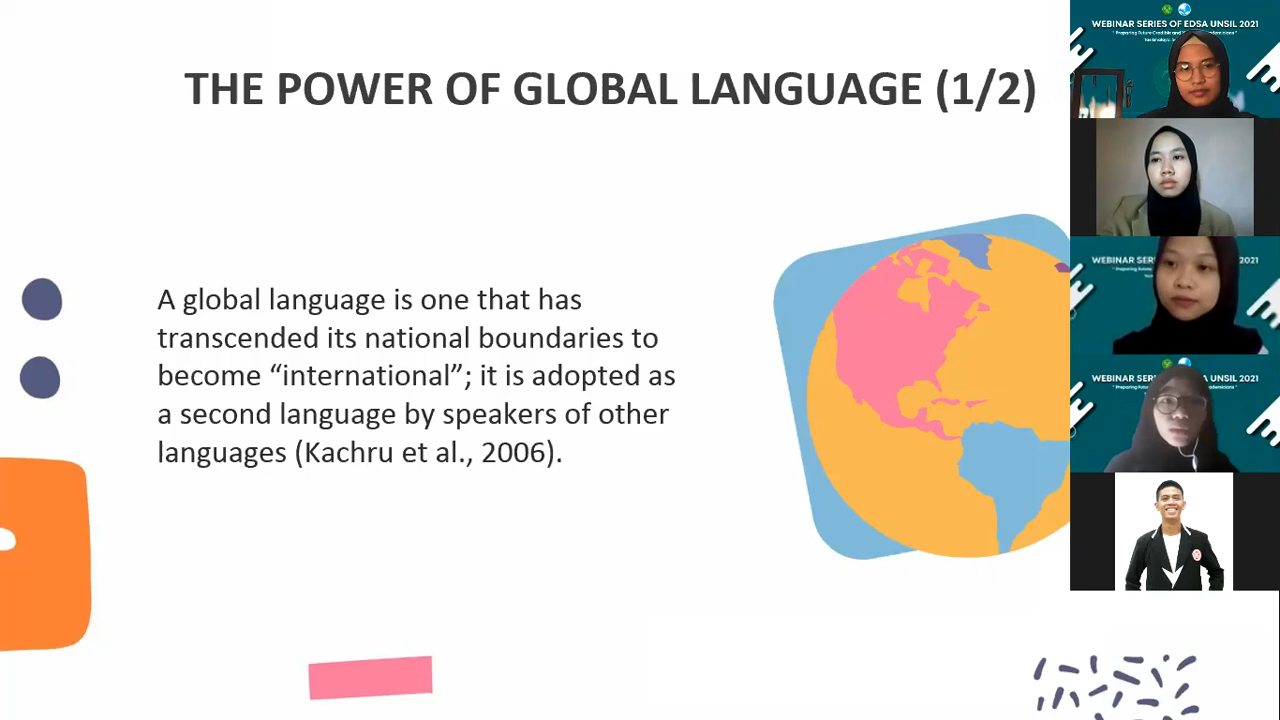 THE POWER OF GLOBAL LANGUAGE (1/2)
A global language is one that has
transcended its national boundaries to
become “international”; it is adopted as
a second language by speakers of other
languages (Kachru et al., 2006).
WEBINAR SERIES OF EDSA UNSIL 2021
WEBINAR SER
WEBINAR SERIES OF EDSA UNSIL 2021